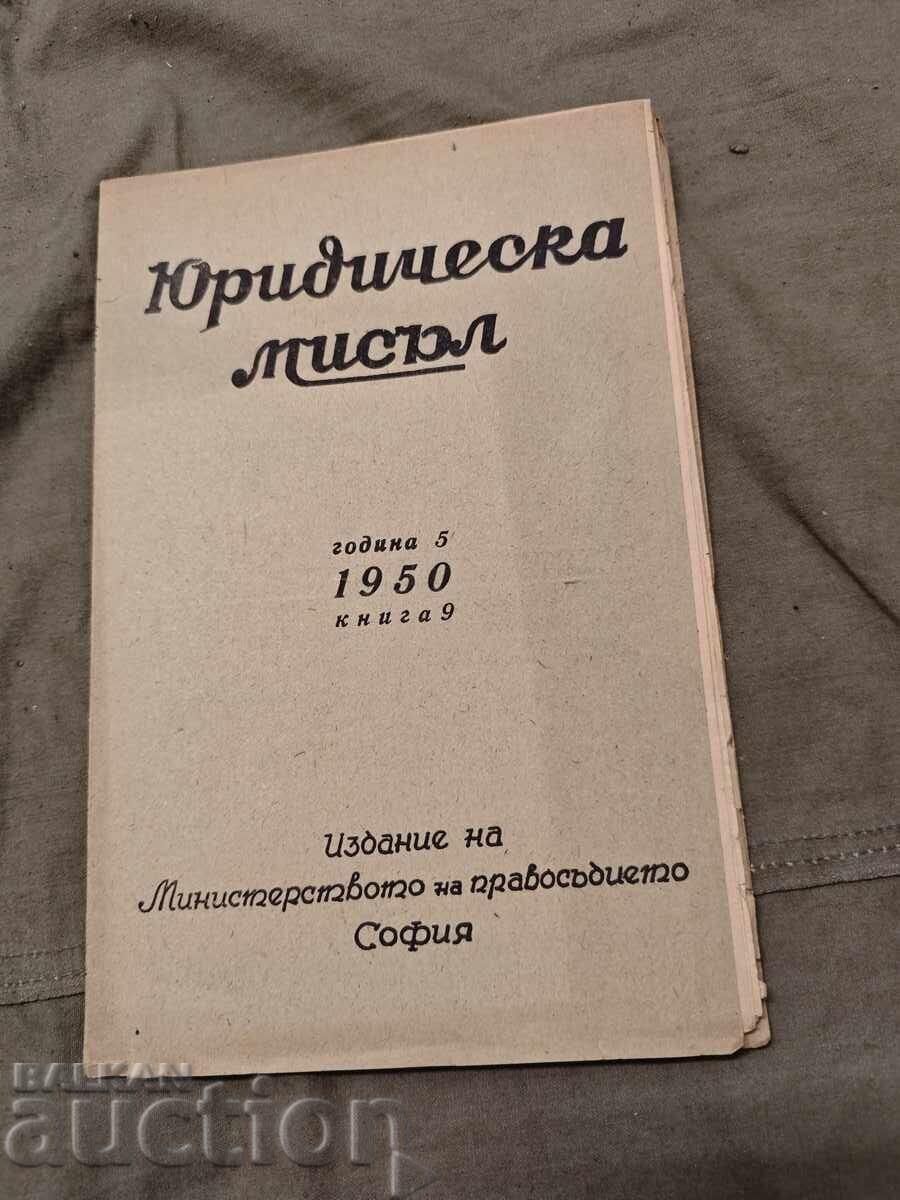 Юридическа
мисъл
година 5
1950
книга 9
Издание на
Министерството на правосъдието
София
BALKAN
auction